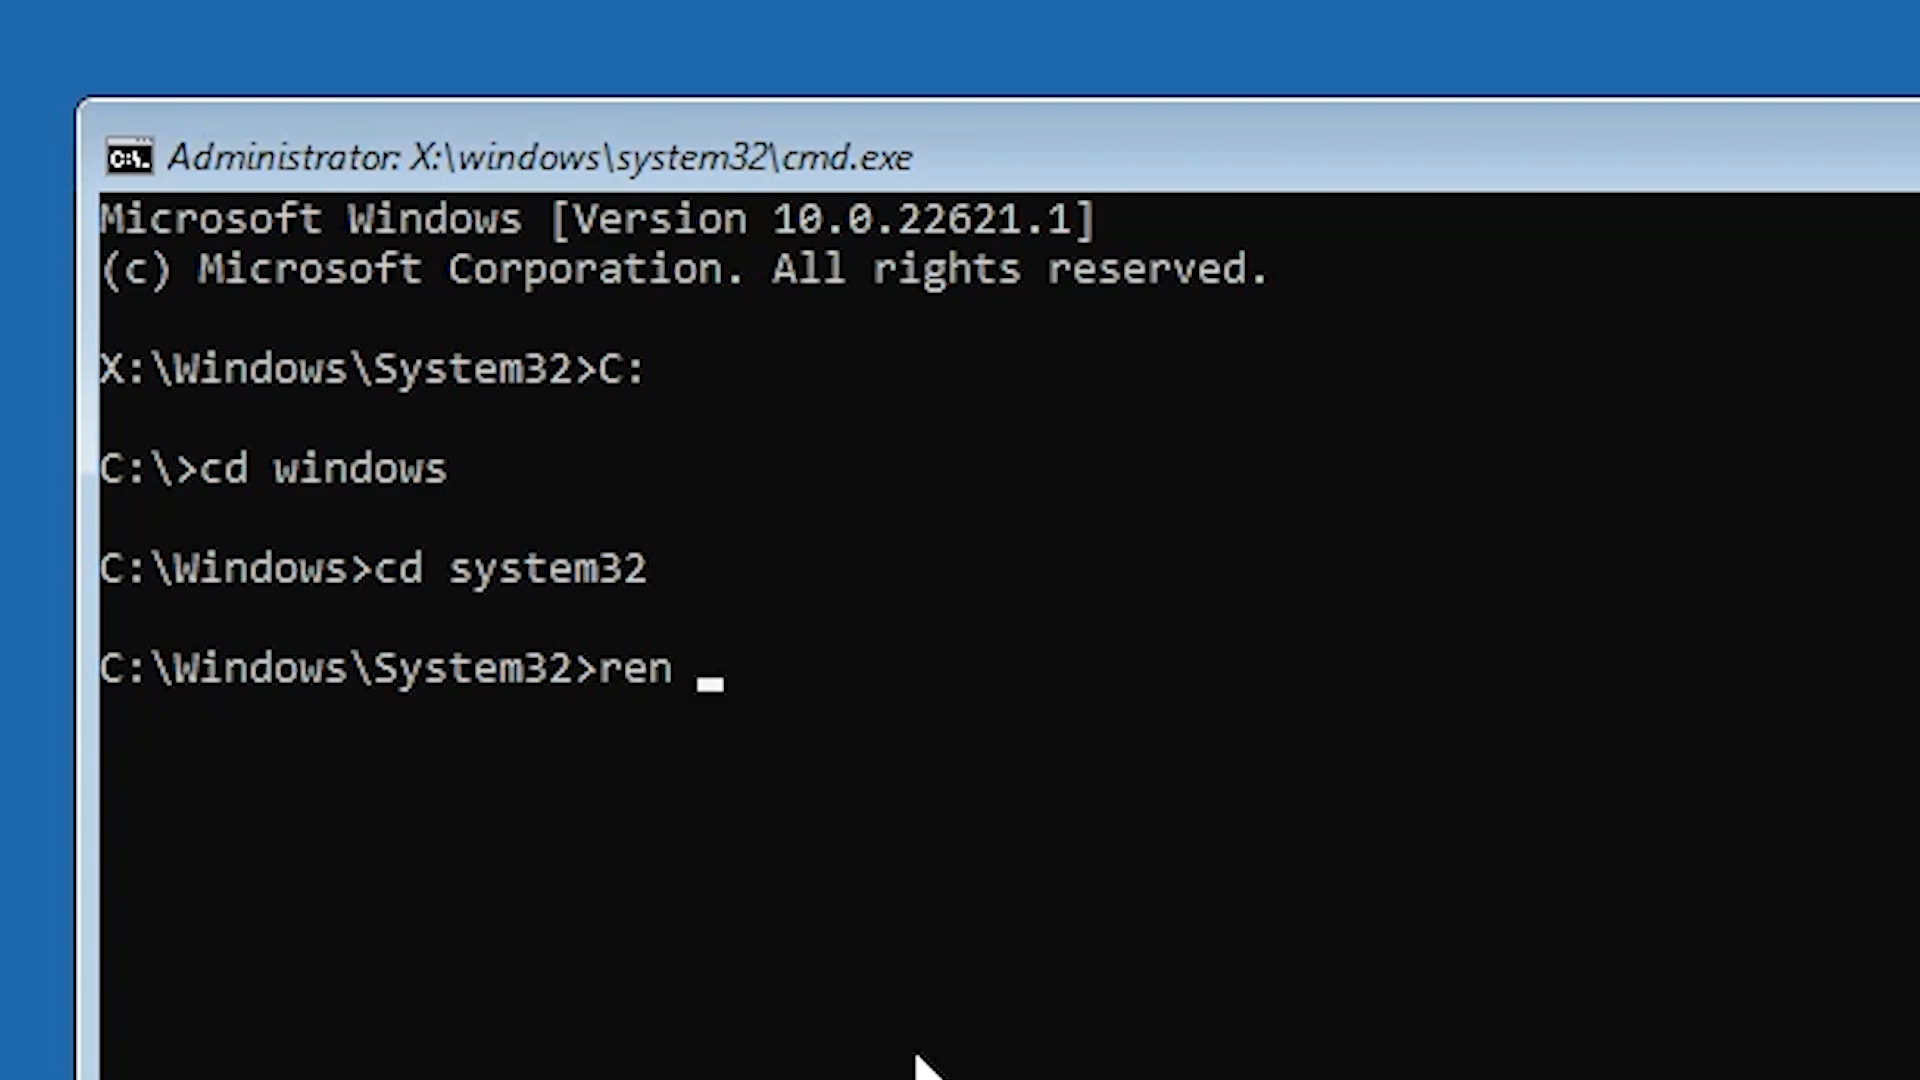 C:\.
Administrator: X:\windows\system32\cmd.exe
Microsoft Windows [Version 10.0.22621.1]
(c) Microsoft Corporation. All rights reserved.
X:\Windows\System32>C:
C:\>cd windows
C:\Windows>cd system32
C:\Windows\System32>ren